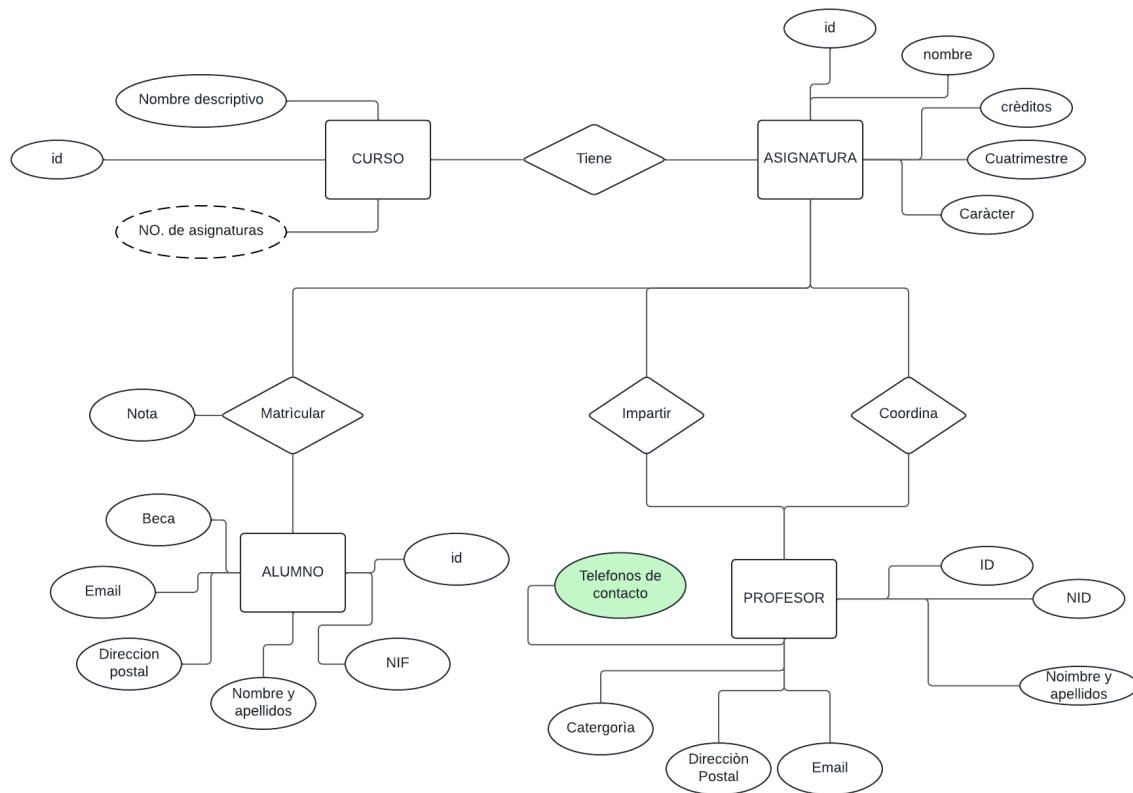 id
nombre
Nombre descriptivo
crèditos
CURSO
Tiene
ASIGNATURA
id
Cuatrimestre
Caràcter
NO. de asignaturas
Nota
Matrìcular
Impartir
Coordina
Beca
id
ALUMNO
Telefonos de
contacto
ID
Email
PROFESOR
NID
Direccion
postal
NIF
Nombre y
apellidos
Noimbre y
apellidos
Catergorìa
Direcciòn
Postal
Email